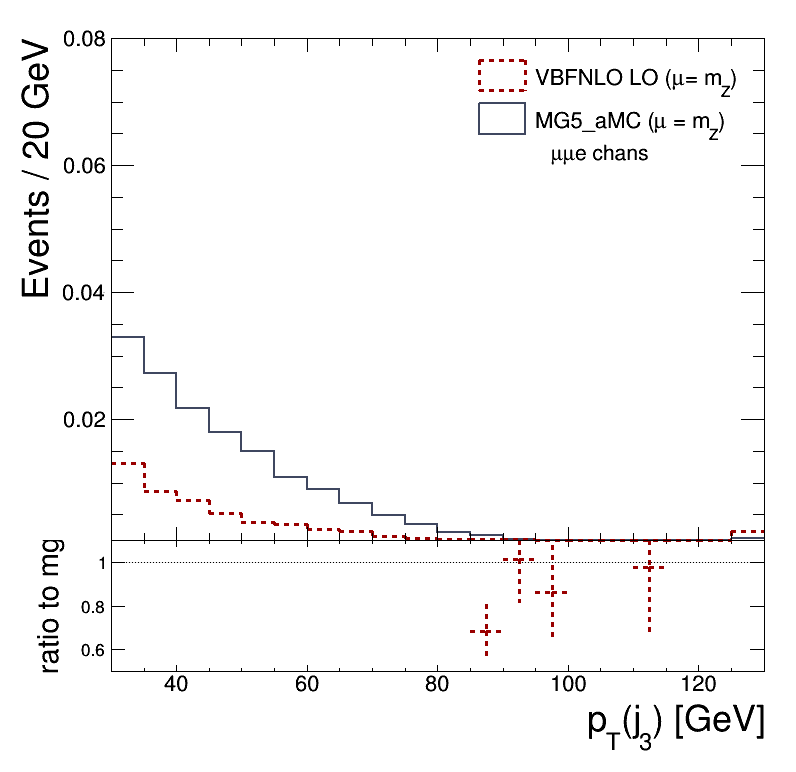 0.08
0.06
0.04
0.02
Events / 20 GeV
VBFNLO LO (μ= m_Z)
MG5_aMC (μ = m_Z)
μμe chans
1
0.8
0.6
ratio to mg
40 60 80 100 120
p_T(j_3) [GeV]